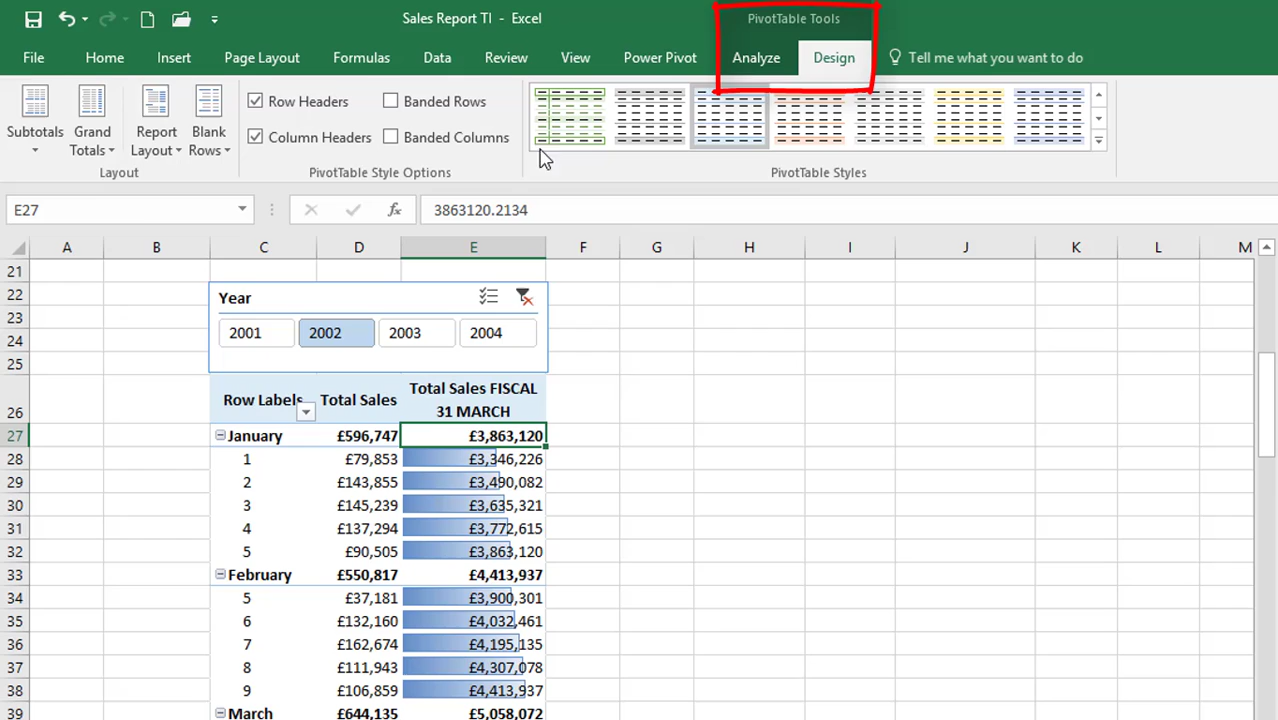 Sales Report TI - Excel
PivotTable Tools
File Home Insert Page Layout Formulas Data Review View Power Pivot Analyze Design Tell me what you want to do
Subtotals
Grand Totals
Report Layout
Blank Rows
Row Headers Banded Rows
Column Headers Banded Columns
Layout PivotTable Style Options PivotTable Styles
E27 fx 3863120.2134
A B C D E F G H I J K L M
21
22 Year
23
24 2001 2002 2003 2004
25
26 Row Labels Total Sales Total Sales FISCAL 31 MARCH
27 January £596,747 £3,863,120
28 1 £79,853 £3,346,226
29 2 £143,855 £3,490,082
30 3 £145,239 £3,635,321
31 4 £137,294 £3,772,615
32 5 £90,505 £3,863,120
33 February £550,817 £4,413,937
34 5 £37,181 £3,900,301
35 6 £132,160 £4,032,461
36 7 £162,674 £4,195,135
37 8 £111,943 £4,307,078
38 9 £106,859 £4,413,937
39 March £644,135 £5,058,072